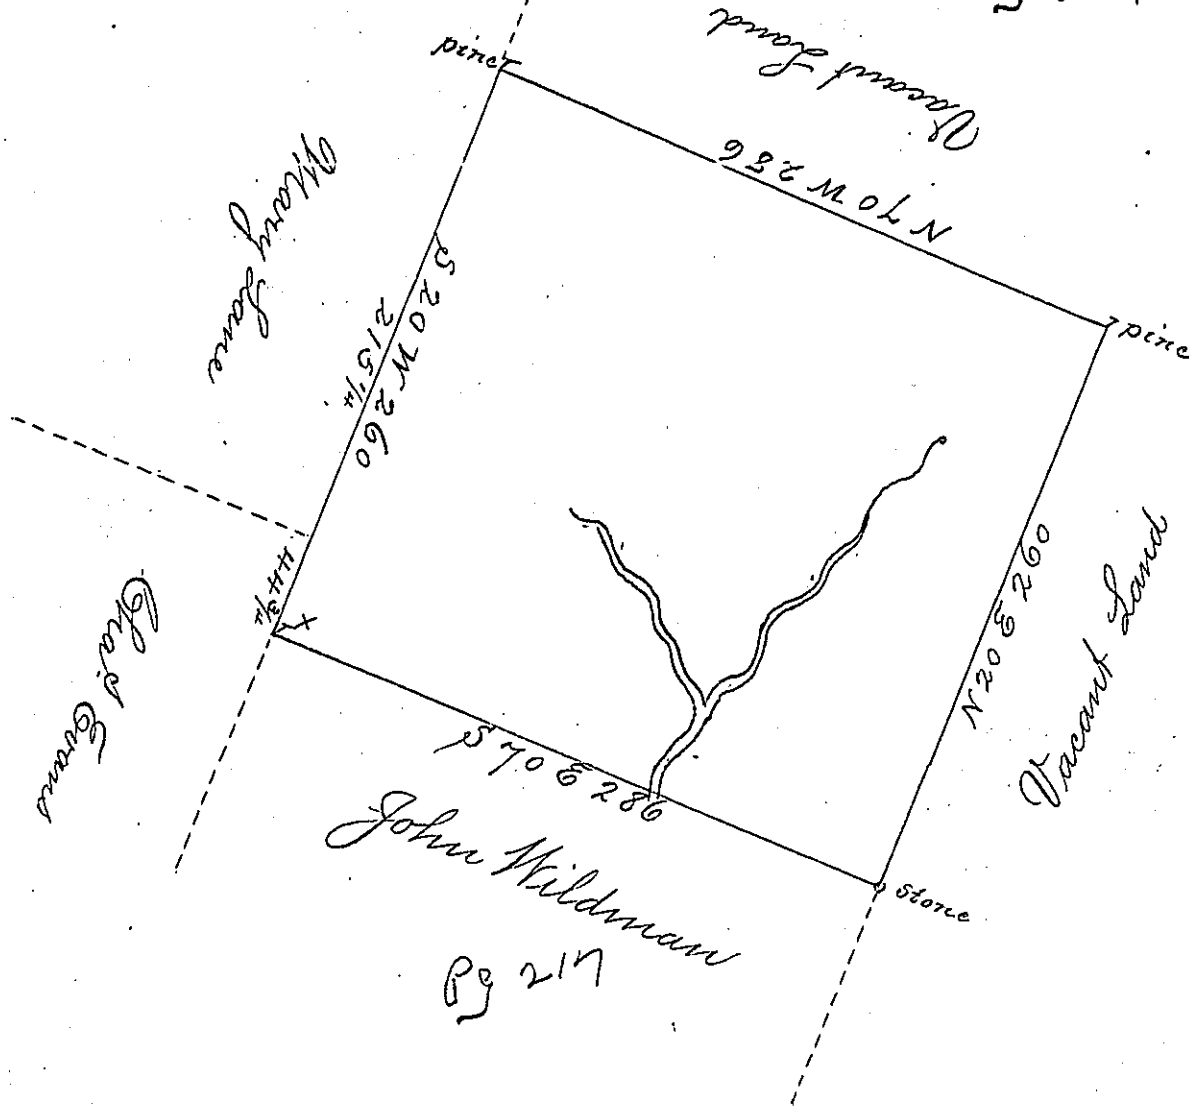 Vacant Land
pine
N 70 W 286
Mary Lane
S 20 W 260
215 1/4
pine
N 20 E 260
Vacant Land
44 3/4
X
Chas Evans
S 70 E 286
John Wildman
stone
Pg 217